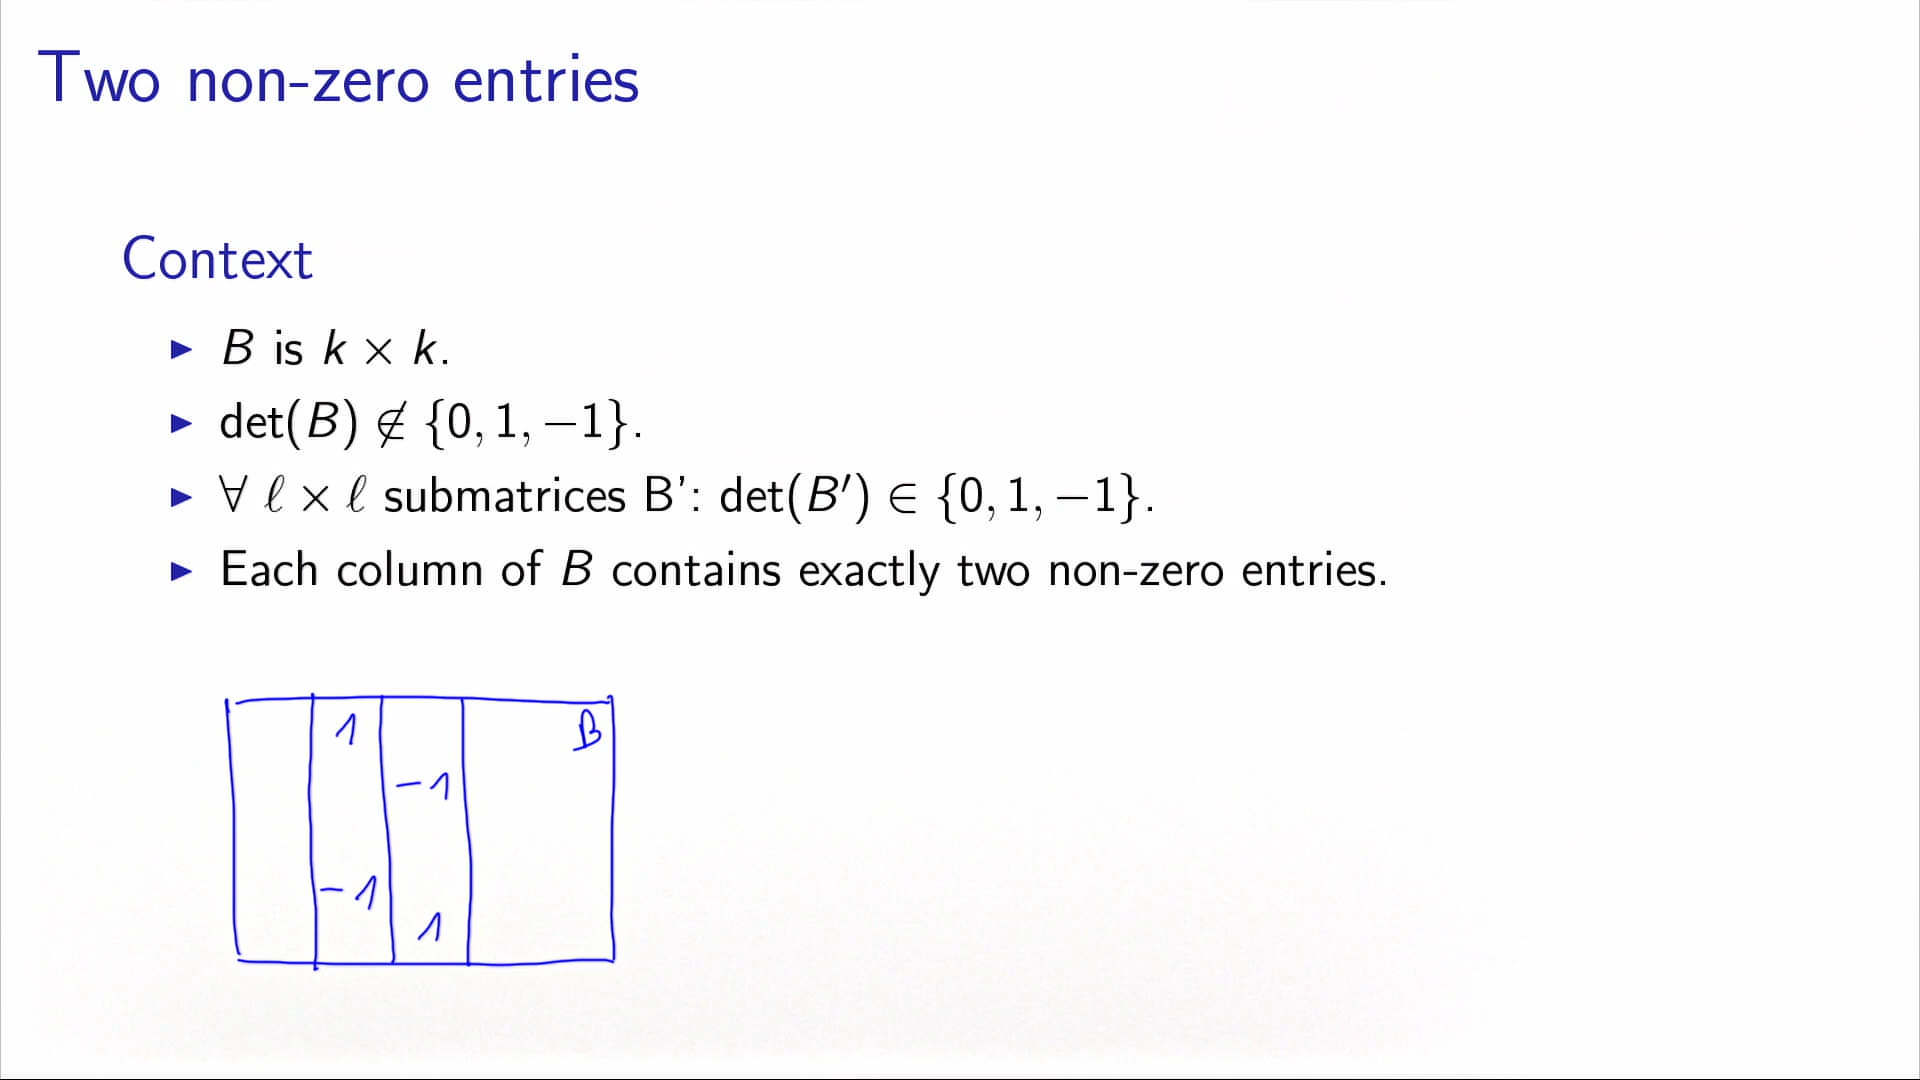 Two non-zero entries
Context
▶ B is k × k.
▶ det(B) ∉ {0, 1, −1}.
▶ ∀ ℓ × ℓ submatrices B': det(B′) ∈ {0, 1, −1}.
▶ Each column of B contains exactly two non-zero entries.
1 B
−1
−1
1